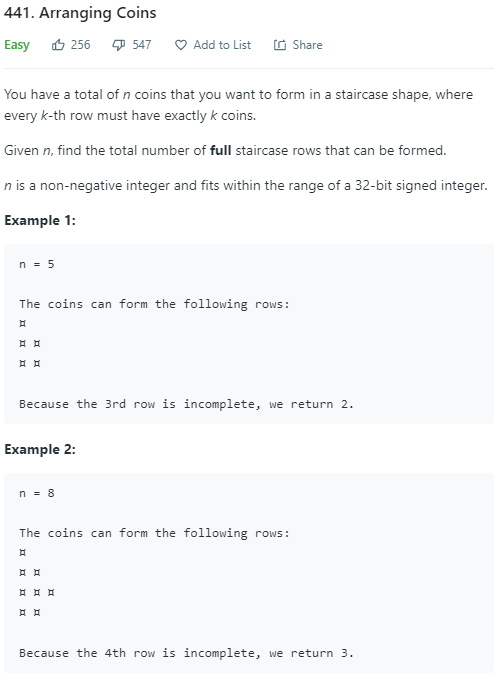 441. Arranging Coins
Easy 256 547 Add to List Share
You have a total of n coins that you want to form in a staircase shape, where
every k-th row must have exactly k coins.
Given n, find the total number of full staircase rows that can be formed.
n is a non-negative integer and fits within the range of a 32-bit signed integer.
Example 1:
n = 5
The coins can form the following rows:
¤
¤ ¤
¤ ¤
Because the 3rd row is incomplete, we return 2.
Example 2:
n = 8
The coins can form the following rows:
¤
¤ ¤
¤ ¤ ¤
¤ ¤
Because the 4th row is incomplete, we return 3.